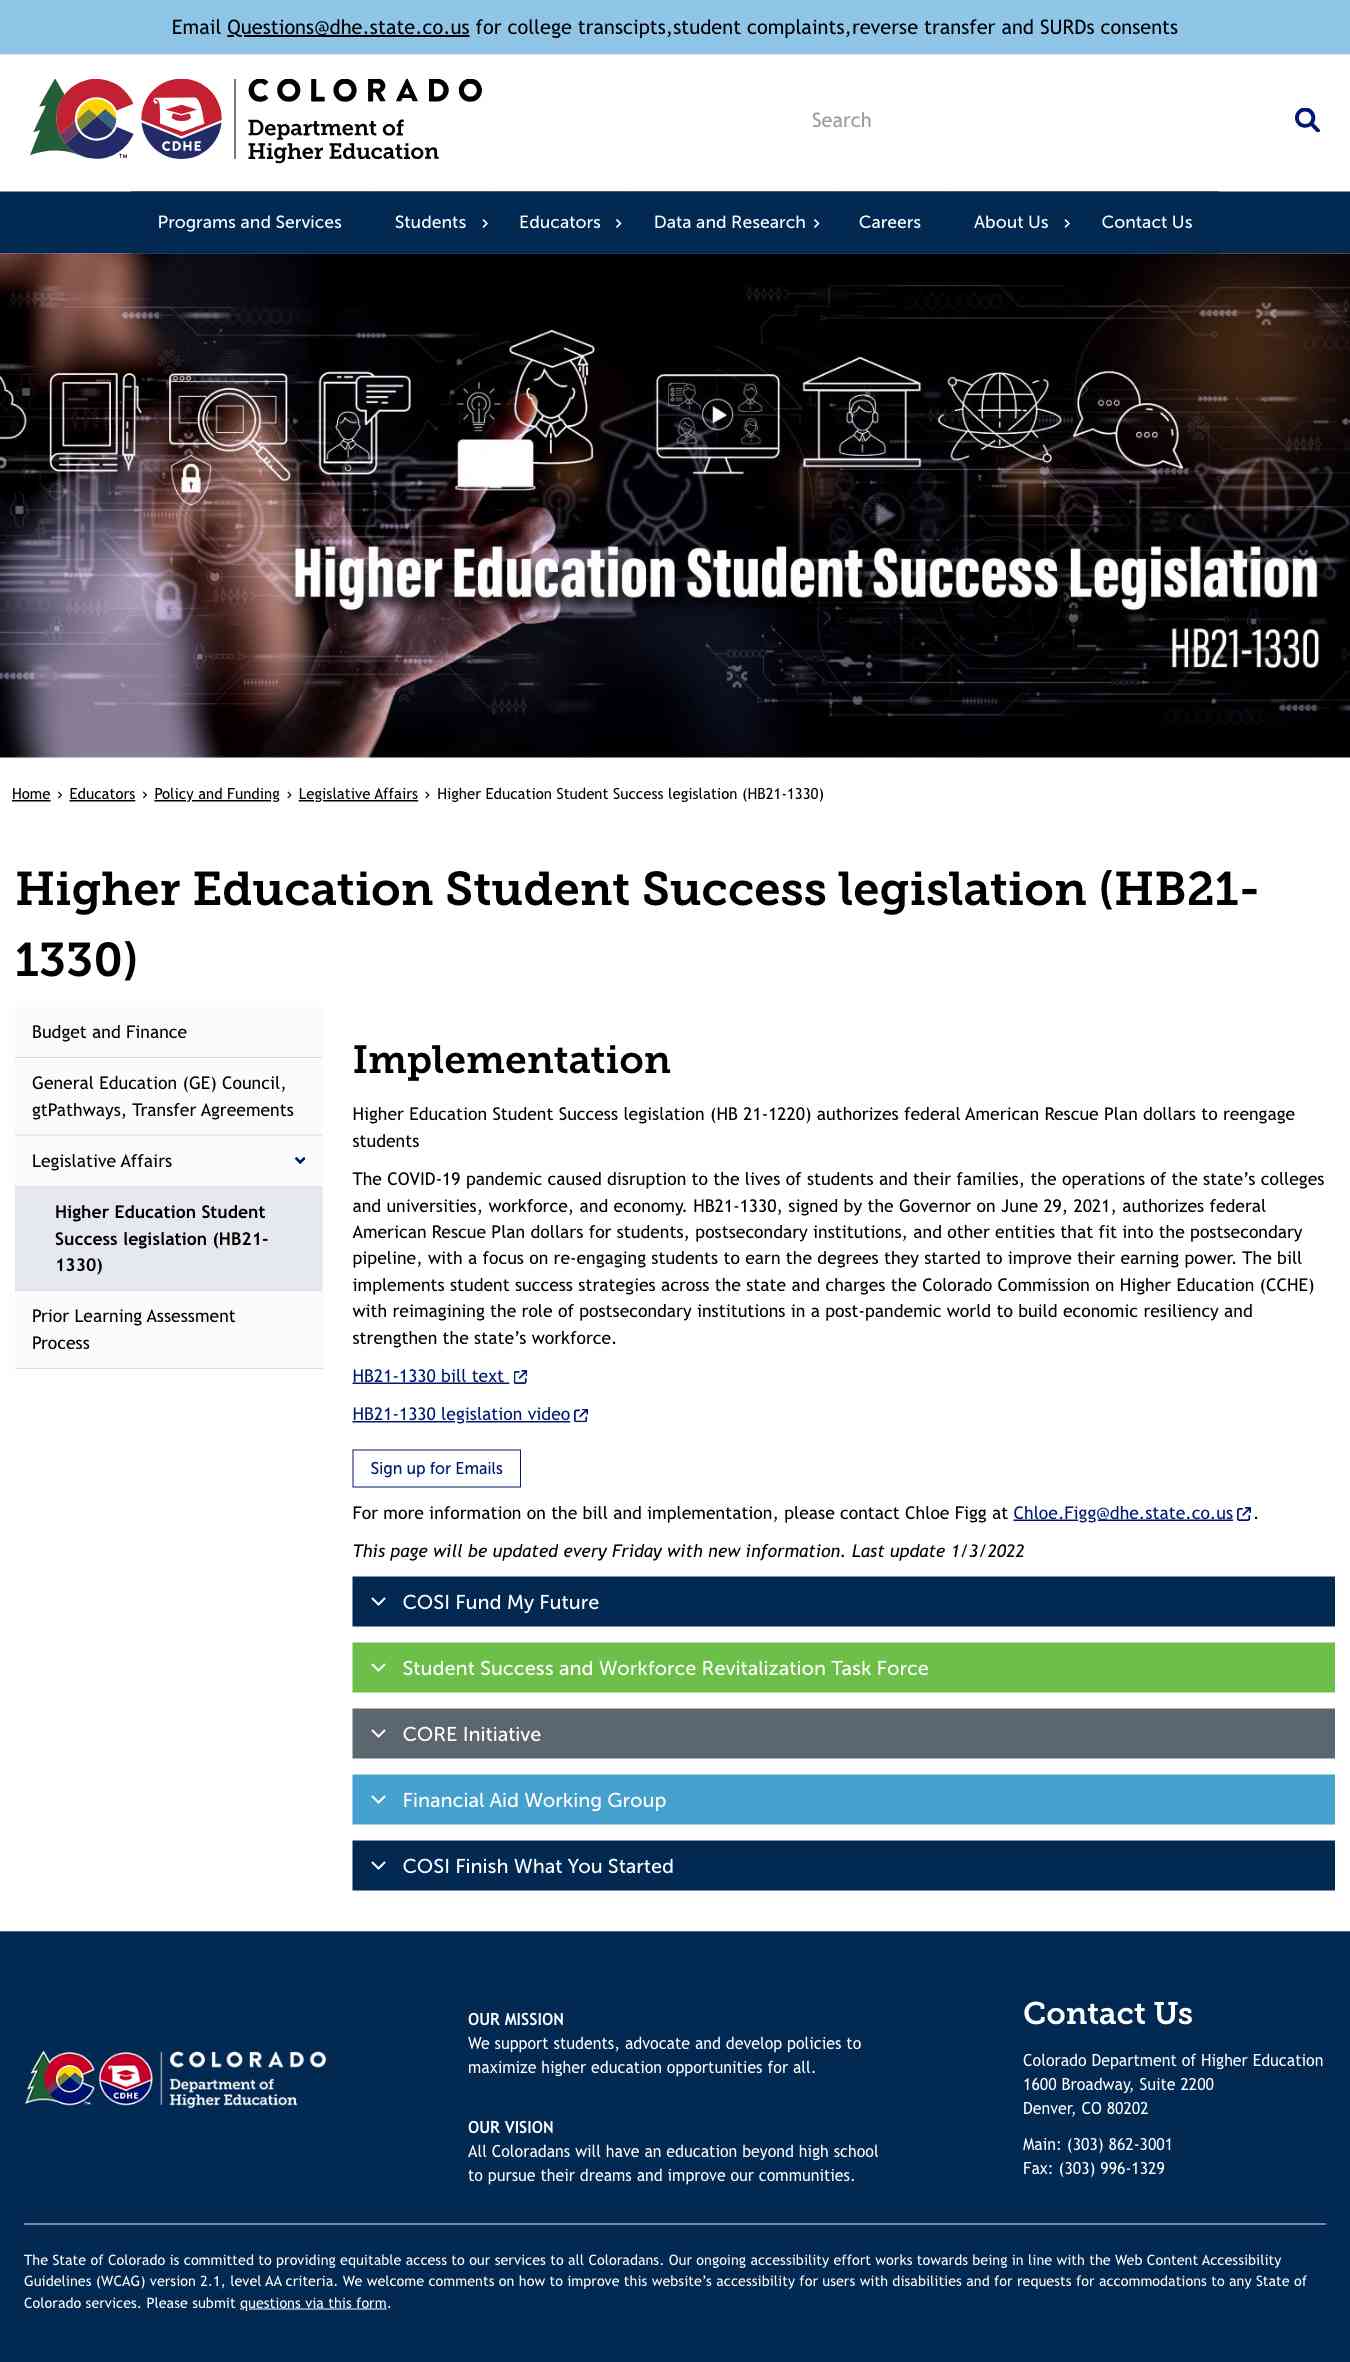 Email Questions@dhe.state.co.us for college transcipts,student complaints,reverse transfer and SURDs consents
CDHE
TM
COLORADO
Department of
Higher Education
Search
Programs and Services Students Educators Data and Research Careers About Us Contact Us
Higher Education Student Success Legislation
HB21-1330
Home › Educators › Policy and Funding › Legislative Affairs › Higher Education Student Success legislation (HB21-1330)
Higher Education Student Success legislation (HB21-
1330)
Budget and Finance
General Education (GE) Council,
gtPathways, Transfer Agreements
Legislative Affairs
Higher Education Student
Success legislation (HB21-
1330)
Prior Learning Assessment
Process
Implementation
Higher Education Student Success legislation (HB 21-1220) authorizes federal American Rescue Plan dollars to reengage
students
The COVID-19 pandemic caused disruption to the lives of students and their families, the operations of the state’s colleges
and universities, workforce, and economy. HB21-1330, signed by the Governor on June 29, 2021, authorizes federal
American Rescue Plan dollars for students, postsecondary institutions, and other entities that fit into the postsecondary
pipeline, with a focus on re-engaging students to earn the degrees they started to improve their earning power. The bill
implements student success strategies across the state and charges the Colorado Commission on Higher Education (CCHE)
with reimagining the role of postsecondary institutions in a post-pandemic world to build economic resiliency and
strengthen the state’s workforce.
HB21-1330 bill text
HB21-1330 legislation video
Sign up for Emails
For more information on the bill and implementation, please contact Chloe Figg at Chloe.Figg@dhe.state.co.us.
This page will be updated every Friday with new information. Last update 1/3/2022
COSI Fund My Future
Student Success and Workforce Revitalization Task Force
CORE Initiative
Financial Aid Working Group
COSI Finish What You Started
CDHE
COLORADO
Department of
Higher Education
OUR MISSION
We support students, advocate and develop policies to
maximize higher education opportunities for all.
OUR VISION
All Coloradans will have an education beyond high school
to pursue their dreams and improve our communities.
Contact Us
Colorado Department of Higher Education
1600 Broadway, Suite 2200
Denver, CO 80202
Main: (303) 862-3001
Fax: (303) 996-1329
The State of Colorado is committed to providing equitable access to our services to all Coloradans. Our ongoing accessibility effort works towards being in line with the Web Content Accessibility
Guidelines (WCAG) version 2.1, level AA criteria. We welcome comments on how to improve this website’s accessibility for users with disabilities and for requests for accommodations to any State of
Colorado services. Please submit questions via this form.